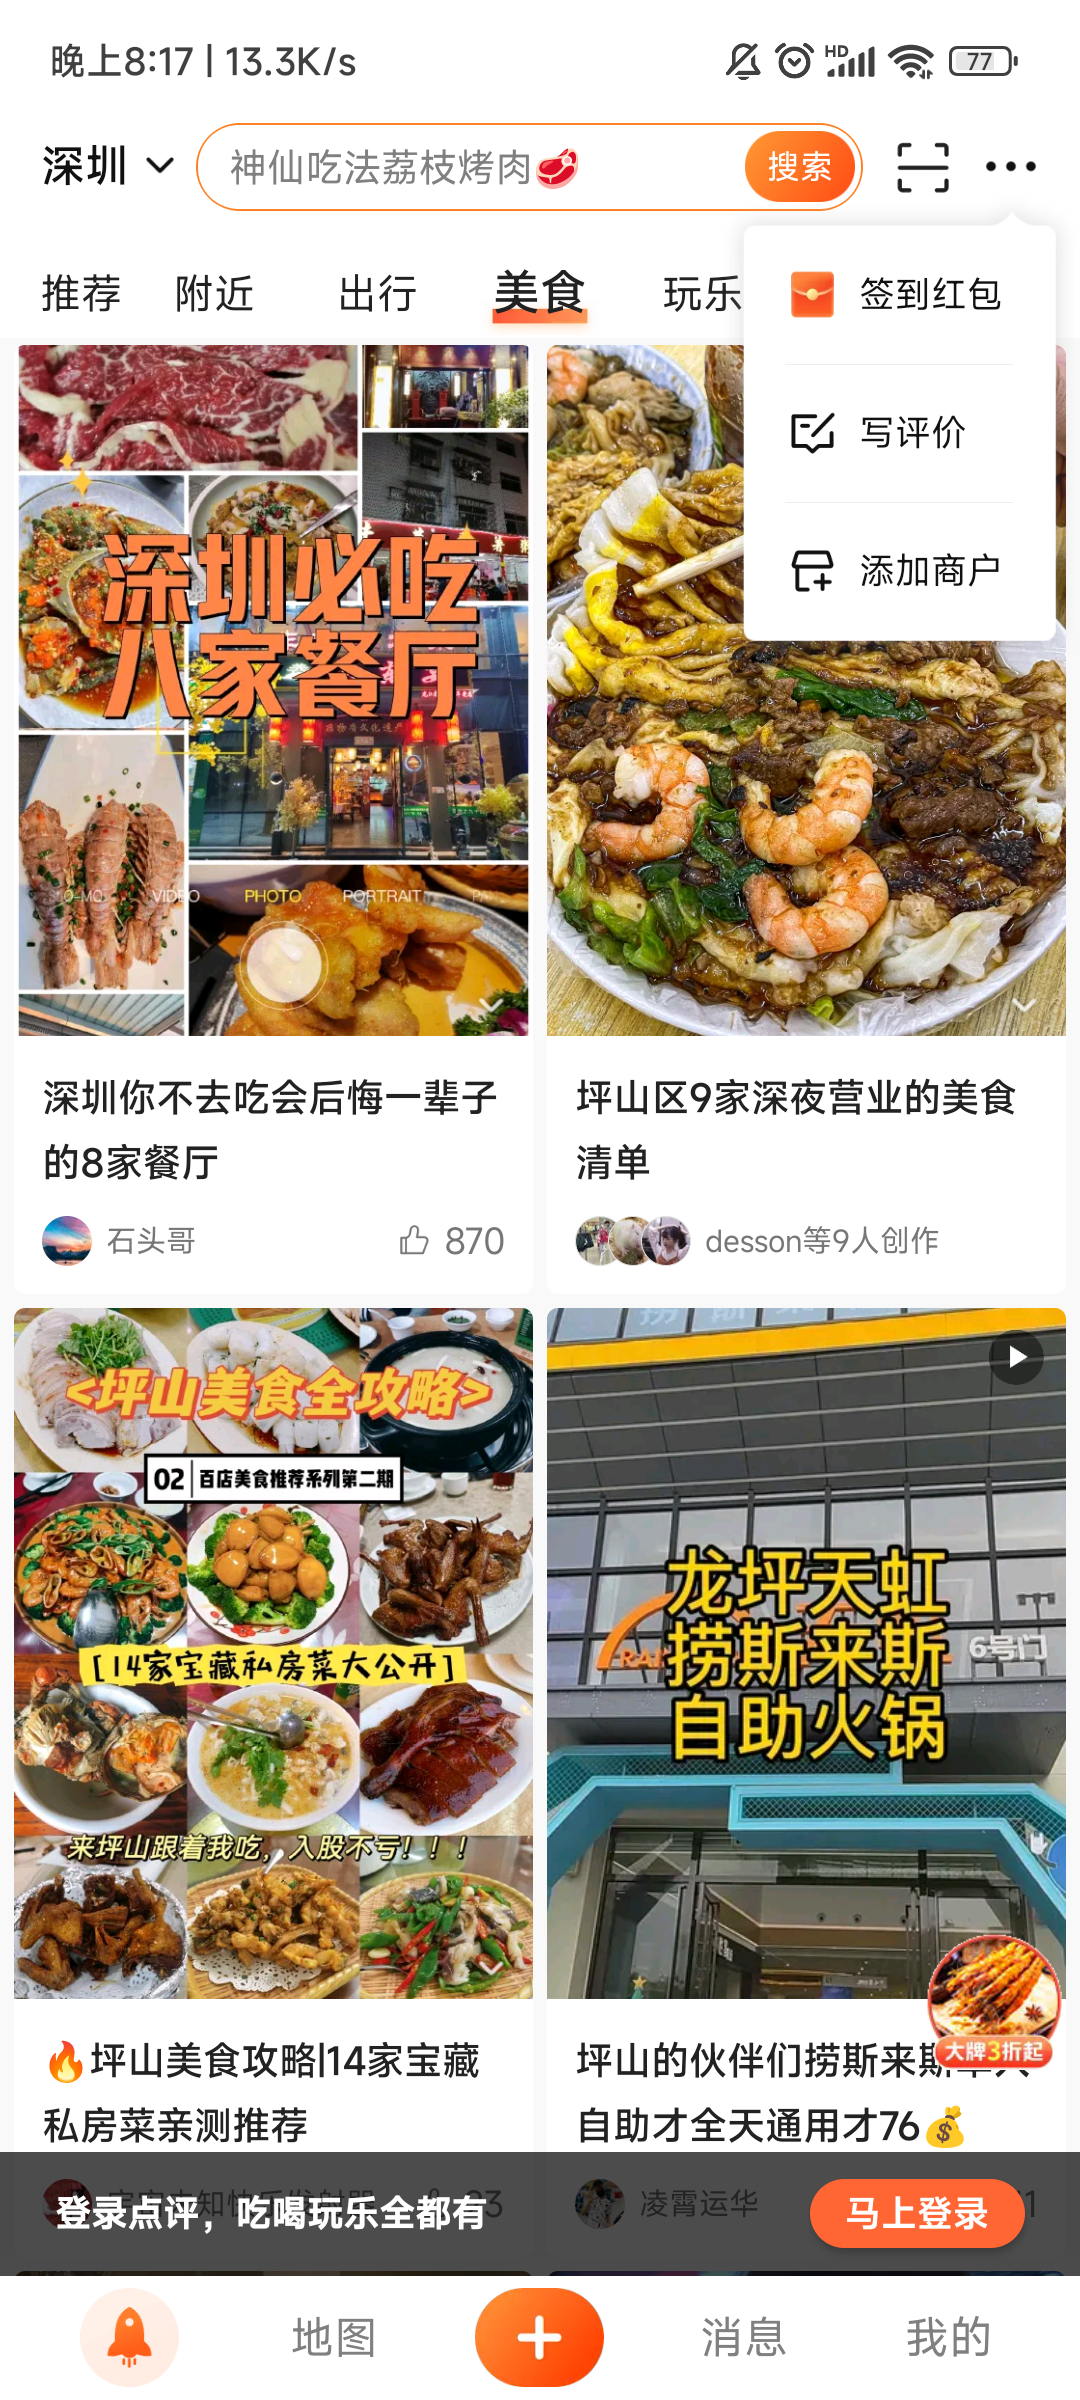 晚上8:17 | 13.3K/s
HD
77
深圳
神仙吃法荔枝烤肉🥩
搜索
推荐
附近
出行
美食
玩乐
签到红包
写评价
添加商户
深圳必吃
八家餐厅
VIDEO
PHOTO
PORTRAIT
深圳你不去吃会后悔一辈子
的8家餐厅
石头哥
870
坪山区9家深夜营业的美食
清单
desson等9人创作
<坪山美食全攻略>
02 百店美食推荐系列第二期
[14家宝藏私房菜大公开]
来坪山跟着我吃，入股不亏！！！
🔥坪山美食攻略|14家宝藏
私房菜亲测推荐
龙坪天虹
捞斯来斯
自助火锅
6号门
大牌3折起
坪山的伙伴们捞斯来斯单人
自助才全天通用才76💰
凌霄运华
登录点评，吃喝玩乐全都有
马上登录
地图
消息
我的